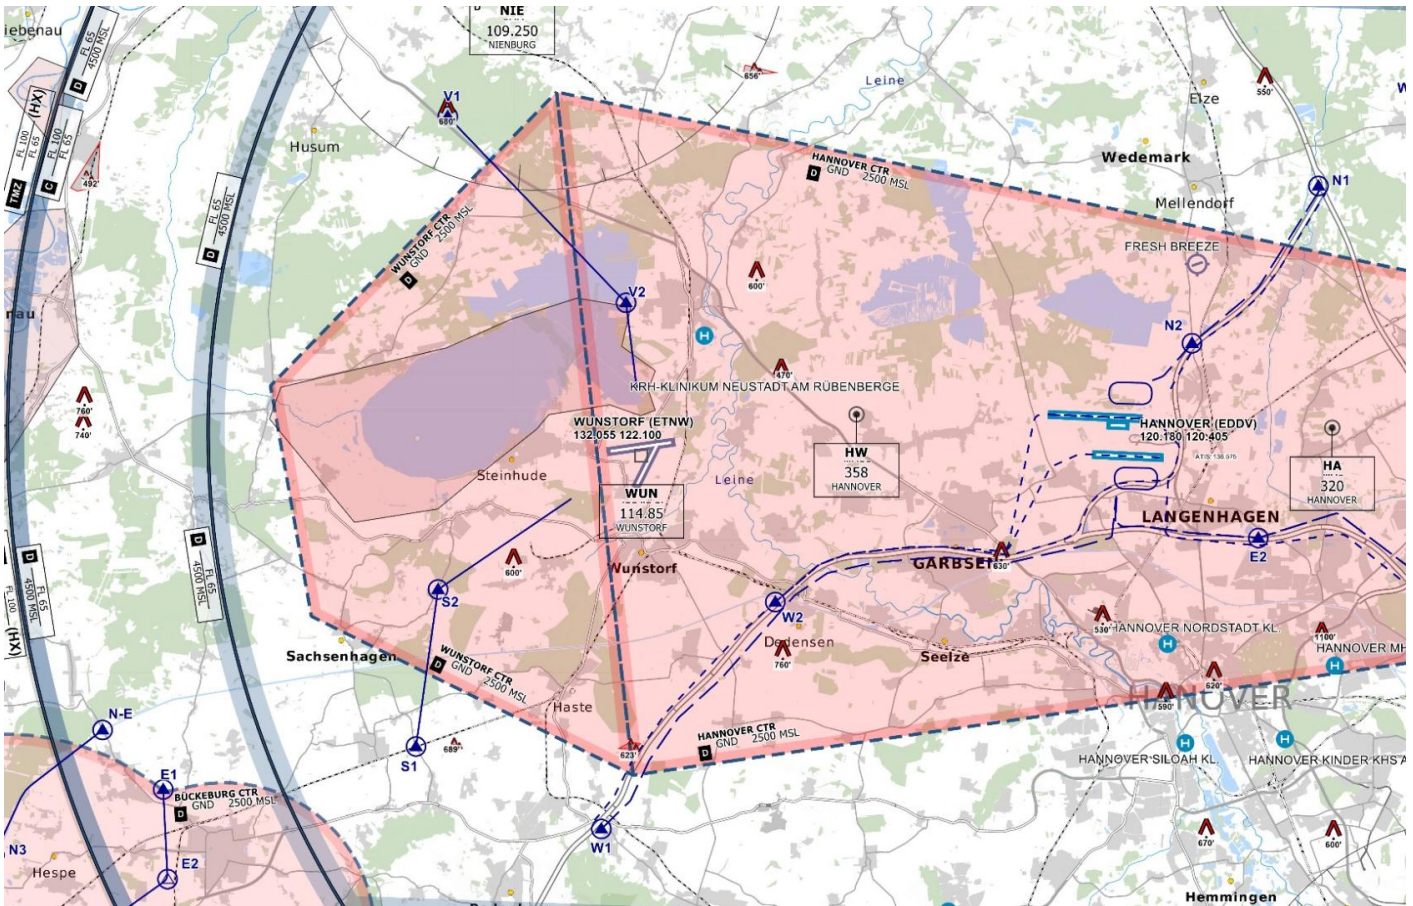 iebenau
FL 65
4500 MSL
D
NIE
109.250
NIENBURG
656'
Leine
550'
Elze
(HX)
FL 100
FL 65
TMZ
FL 100
FL 65
C
492'
Husum
V1
680'
HANNOVER CTR
D GND 2500 MSL
Wedemark
N1
Mellendorf
FL 65
4500 MSL
D
WUNSTORF CTR
GND 2500 MSL
D
FRESH BREEZE
600'
nau
V2
H
N2
470'
KRH-KLINIKUM NEUSTADT AM RÜBENBERGE
760'
740'
WUNSTORF (ETNW)
132.055 122.100
HANNOVER (EDDV)
120.180 120.405
ATIS: 136.575
HW
358
HANNOVER
HA
320
HANNOVER
Steinhude
Leine
WUN
114.85
WUNSTORF
LANGENHAGEN
E2
D
FL 65
4500 MSL
D
FL 65
4500 MSL
FL 100
(HX)
600'
Wunstorf
GARBSEN
630'
S2
W2
530'
HANNOVER NORDSTADT KL.
H
1100'
HANNOVER MH
H
Dedensen
760'
Seelze
Sachsenhagen
WUNSTORF CTR
D GND 2500 MSL
620'
590'
HANOVER
Haste
N-E
HANNOVER CTR
D GND 2500 MSL
S1
689'
623'
H
H
HANNOVER SILOAH KL.
HANNOVER KINDER KHS A
E1
BÜCKEBURG CTR
D GND 2500 MSL
W1
670'
600'
N3
E2
Hespe
Hemmingen